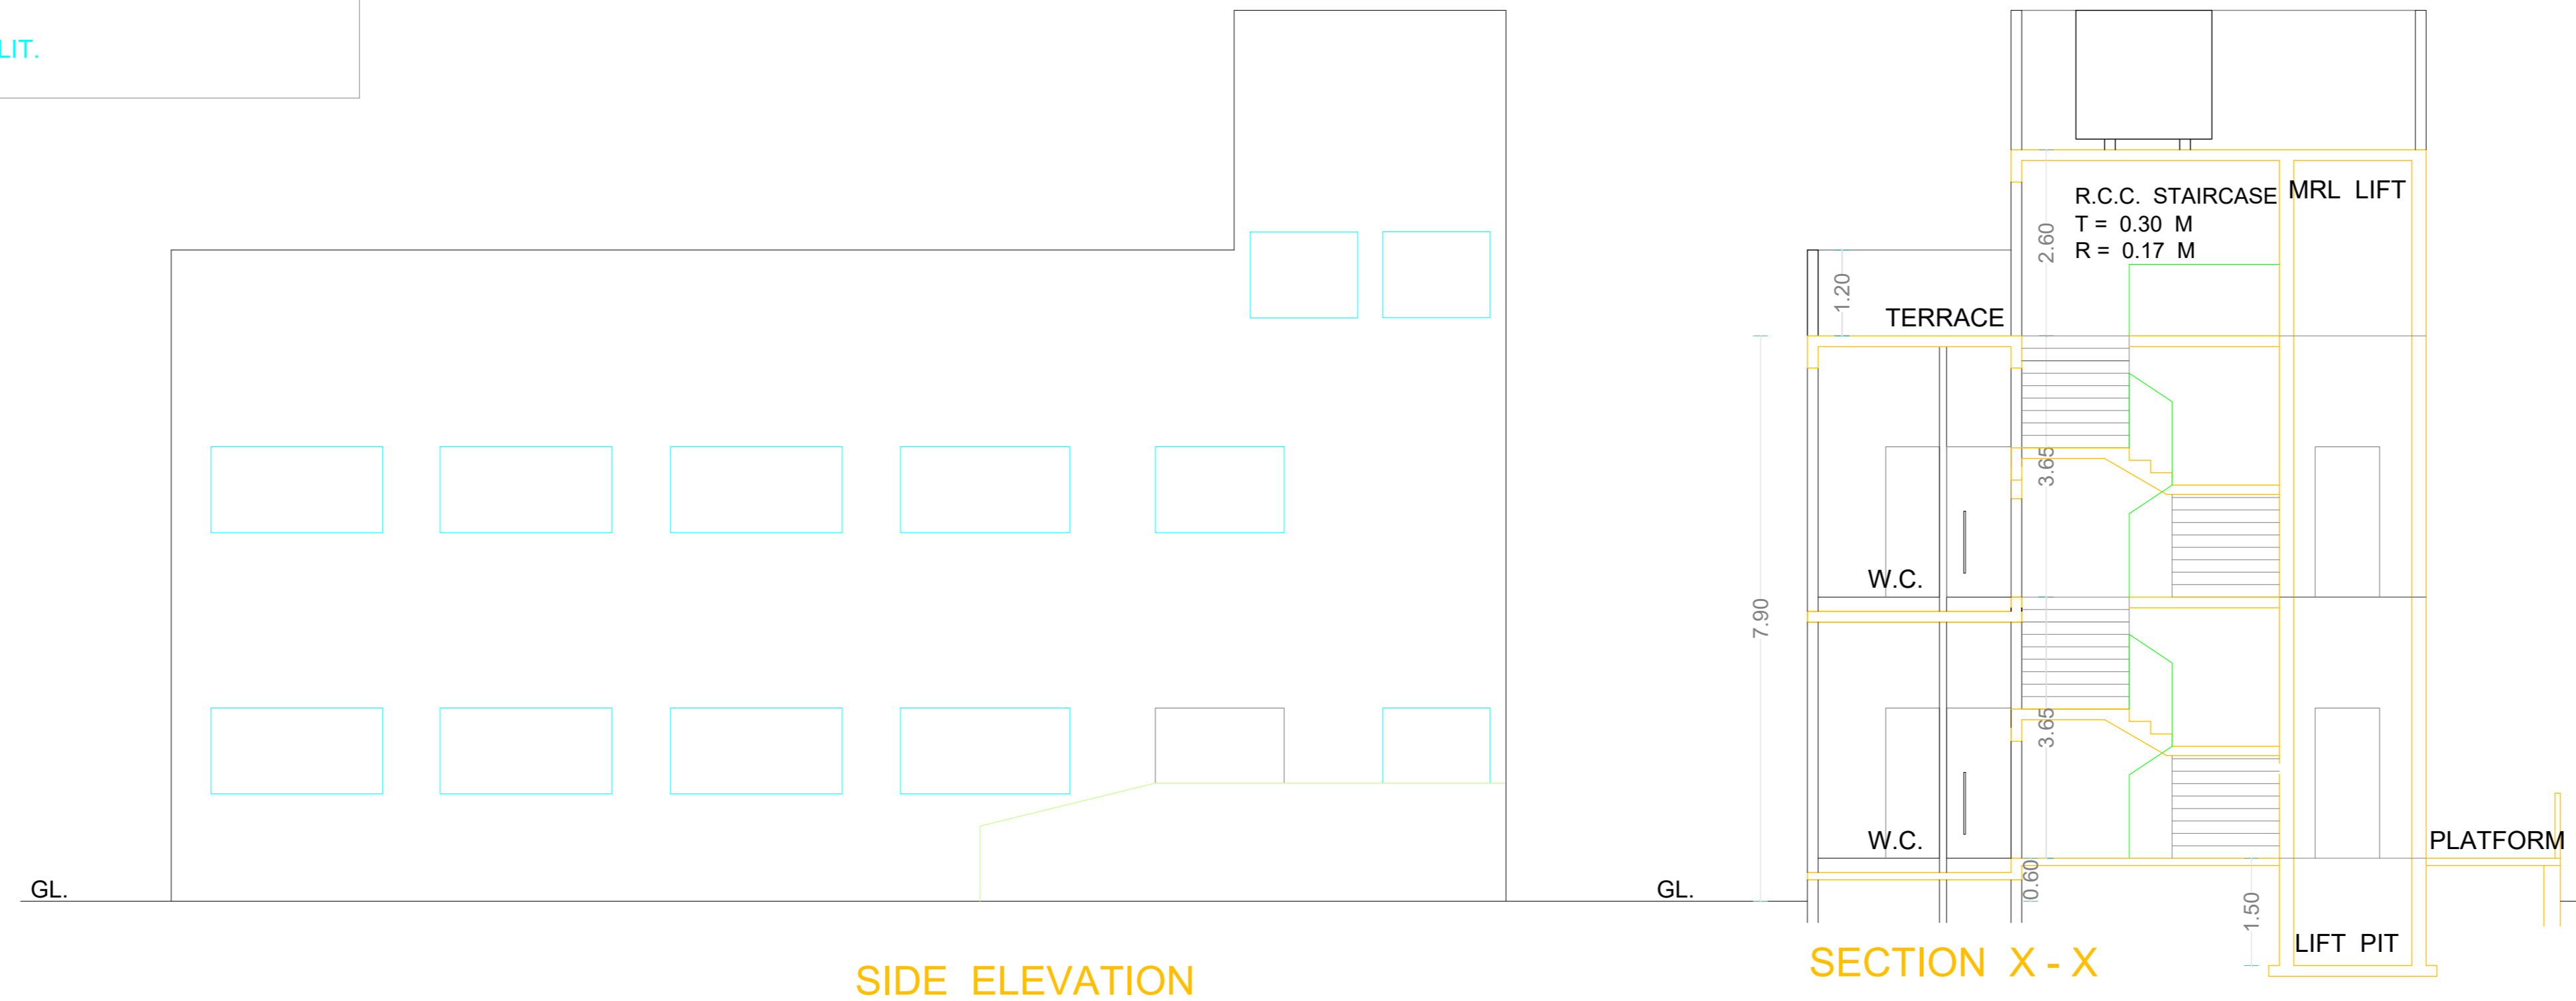 LIT.
R.C.C. STAIRCASE
T = 0.30 M
R = 0.17 M
MRL LIFT
2.60
1.20
TERRACE
3.65
7.90
W.C.
3.65
W.C.
PLATFORM
GL.
GL.
0.60
1.50
LIFT PIT
SECTION X - X
SIDE ELEVATION